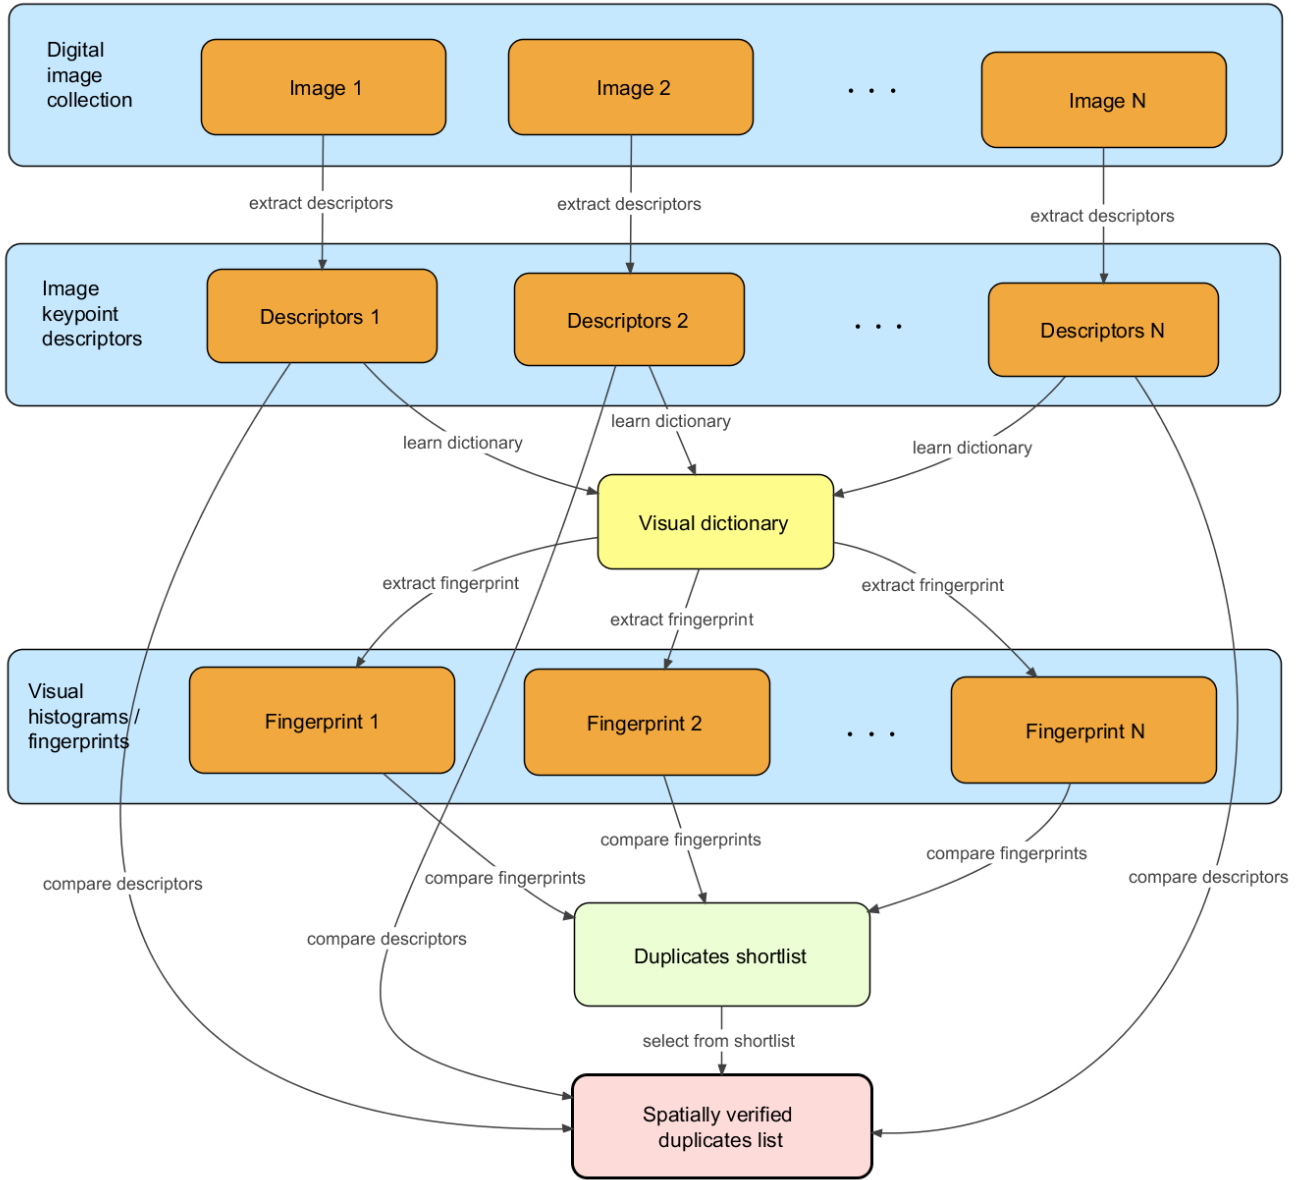 Digital
image
collection
Image 1
Image 2
. . .
Image N
extract descriptors
extract descriptors
extract descriptors
Image
keypoint
descriptors
Descriptors 1
Descriptors 2
. . .
Descriptors N
learn dictionary
learn dictionary
learn dictionary
Visual dictionary
extract fingerprint
extract fringerprint
extract fringerprint
Visual
histograms /
fingerprints
Fingerprint 1
Fingerprint 2
. . .
Fingerprint N
compare fingerprints
compare fingerprints
compare fingerprints
compare descriptors
compare descriptors
compare descriptors
Duplicates shortlist
select from shortlist
Spatially verified
duplicates list